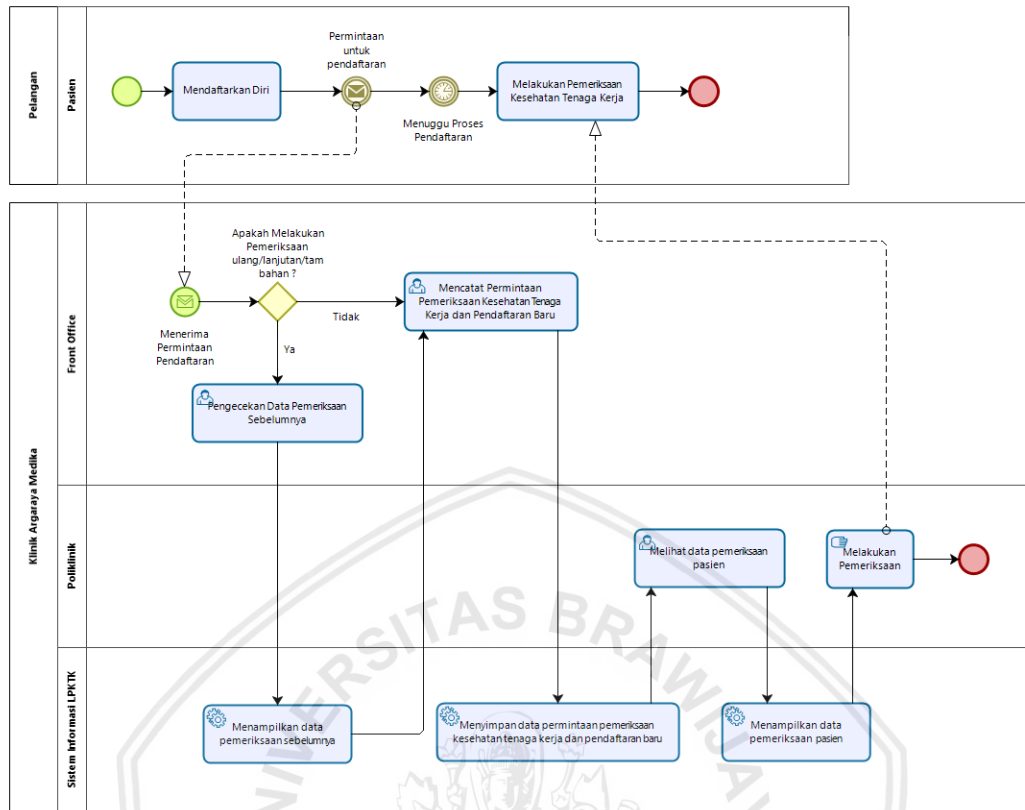 Pelangan
Pasien
Mendaftarkan Diri
Permintaan
untuk
pendaftaran
Menuggu Proses
Pendaftaran
Melakukan Pemeriksaan
Kesehatan Tenaga Kerja
Klinik Argaraya Medika
Front Office
Menerima
Permintaan
Pendaftaran
Apakah Melakukan
Pemeriksaan
ulang/lanjutan/tam
bahan ?
Tidak
Ya
Mencatat Permintaan
Pemeriksaan Kesehatan Tenaga
Kerja dan Pendaftaran Baru
Pengecekan Data Pemeriksaan
Sebelumnya
Poliklinik
Melihat data pemeriksaan
pasien
Melakukan
Pemeriksaan
Sistem Informasi LPKTK
Menampilkan data
pemeriksaan sebelumnya
Menyimpan data permintaan pemeriksaan
kesehatan tenaga kerja dan pendaftaran baru
Menampilkan data
pemeriksaan pasien
UNIVERSITAS BRAWIJA